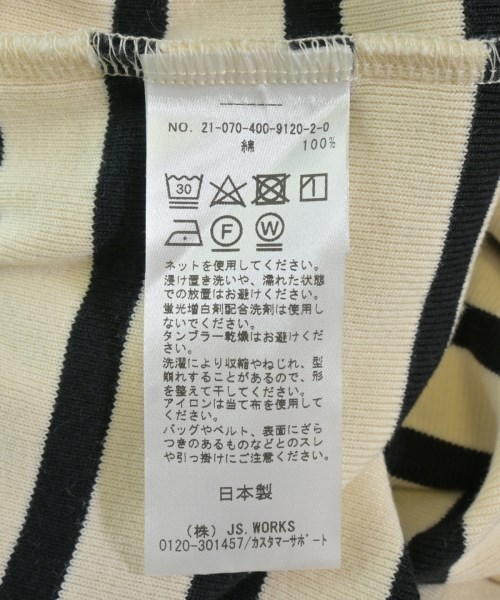 NO. 21-070-400-9120-2-0
綿 100%
30
F W
ネットを使用してください。
浸け置き洗いや、濡れた状態
での放置はお避けください。
蛍光増白剤配合洗剤は使用し
ないでください。
タンブラー乾燥はお避けくだ
さい。
洗濯により収縮やねじれ、型
崩れすることがあるので、形
を整えて干してください。
アイロンは当て布を使用して
ください。
バッグやベルト、表面にざら
つきのあるものなどとのスレ
や引っ掛けにご注意ください。
日本製
(株) JS. WORKS
0120-301457/カスタマーサポート